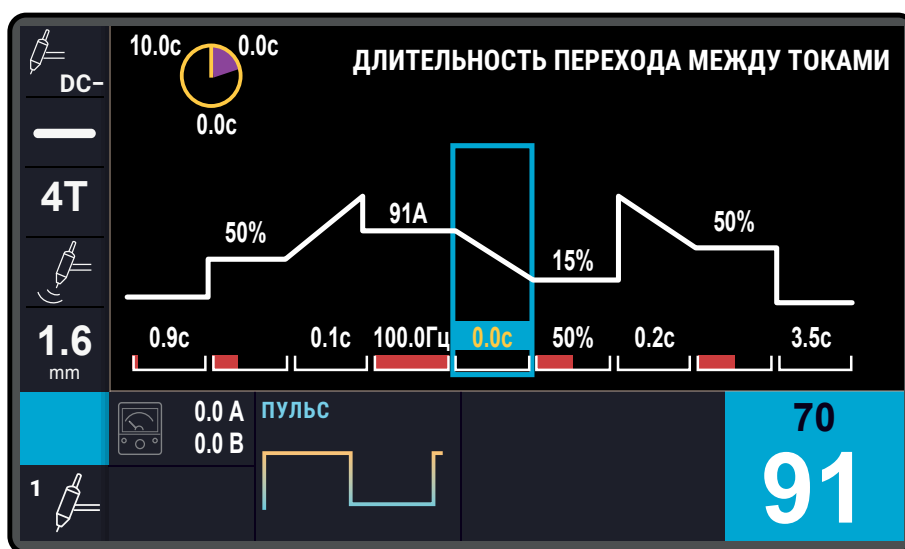 DC–
10.0с
0.0с
0.0с
ДЛИТЕЛЬНОСТЬ ПЕРЕХОДА МЕЖДУ ТОКАМИ
4T
50%
91A
15%
50%
1.6
mm
0.9с
0.1с
100.0Гц
0.0с
50%
0.2с
3.5с
0.0 A
0.0 В
ПУЛЬС
70
91
1